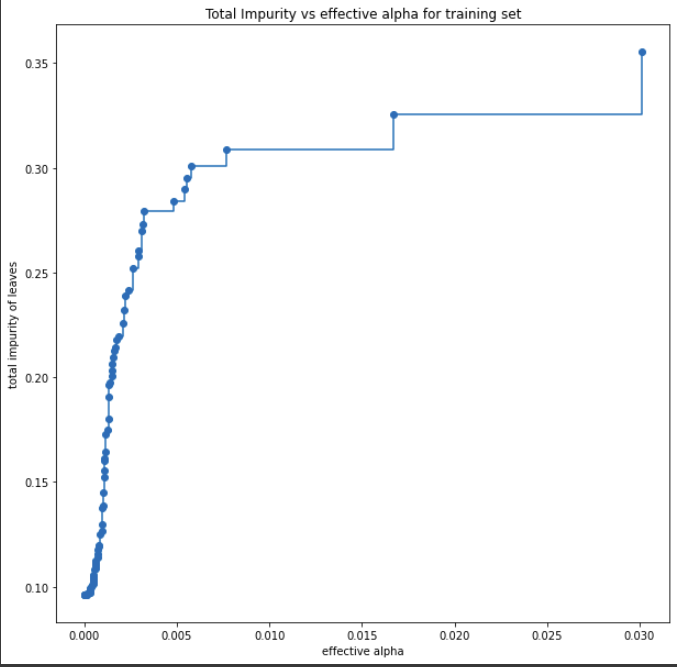 Total Impurity vs effective alpha for training set
total impurity of leaves
0.35
0.30
0.25
0.20
0.15
0.10
0.000 0.005 0.010 0.015 0.020 0.025 0.030
effective alpha